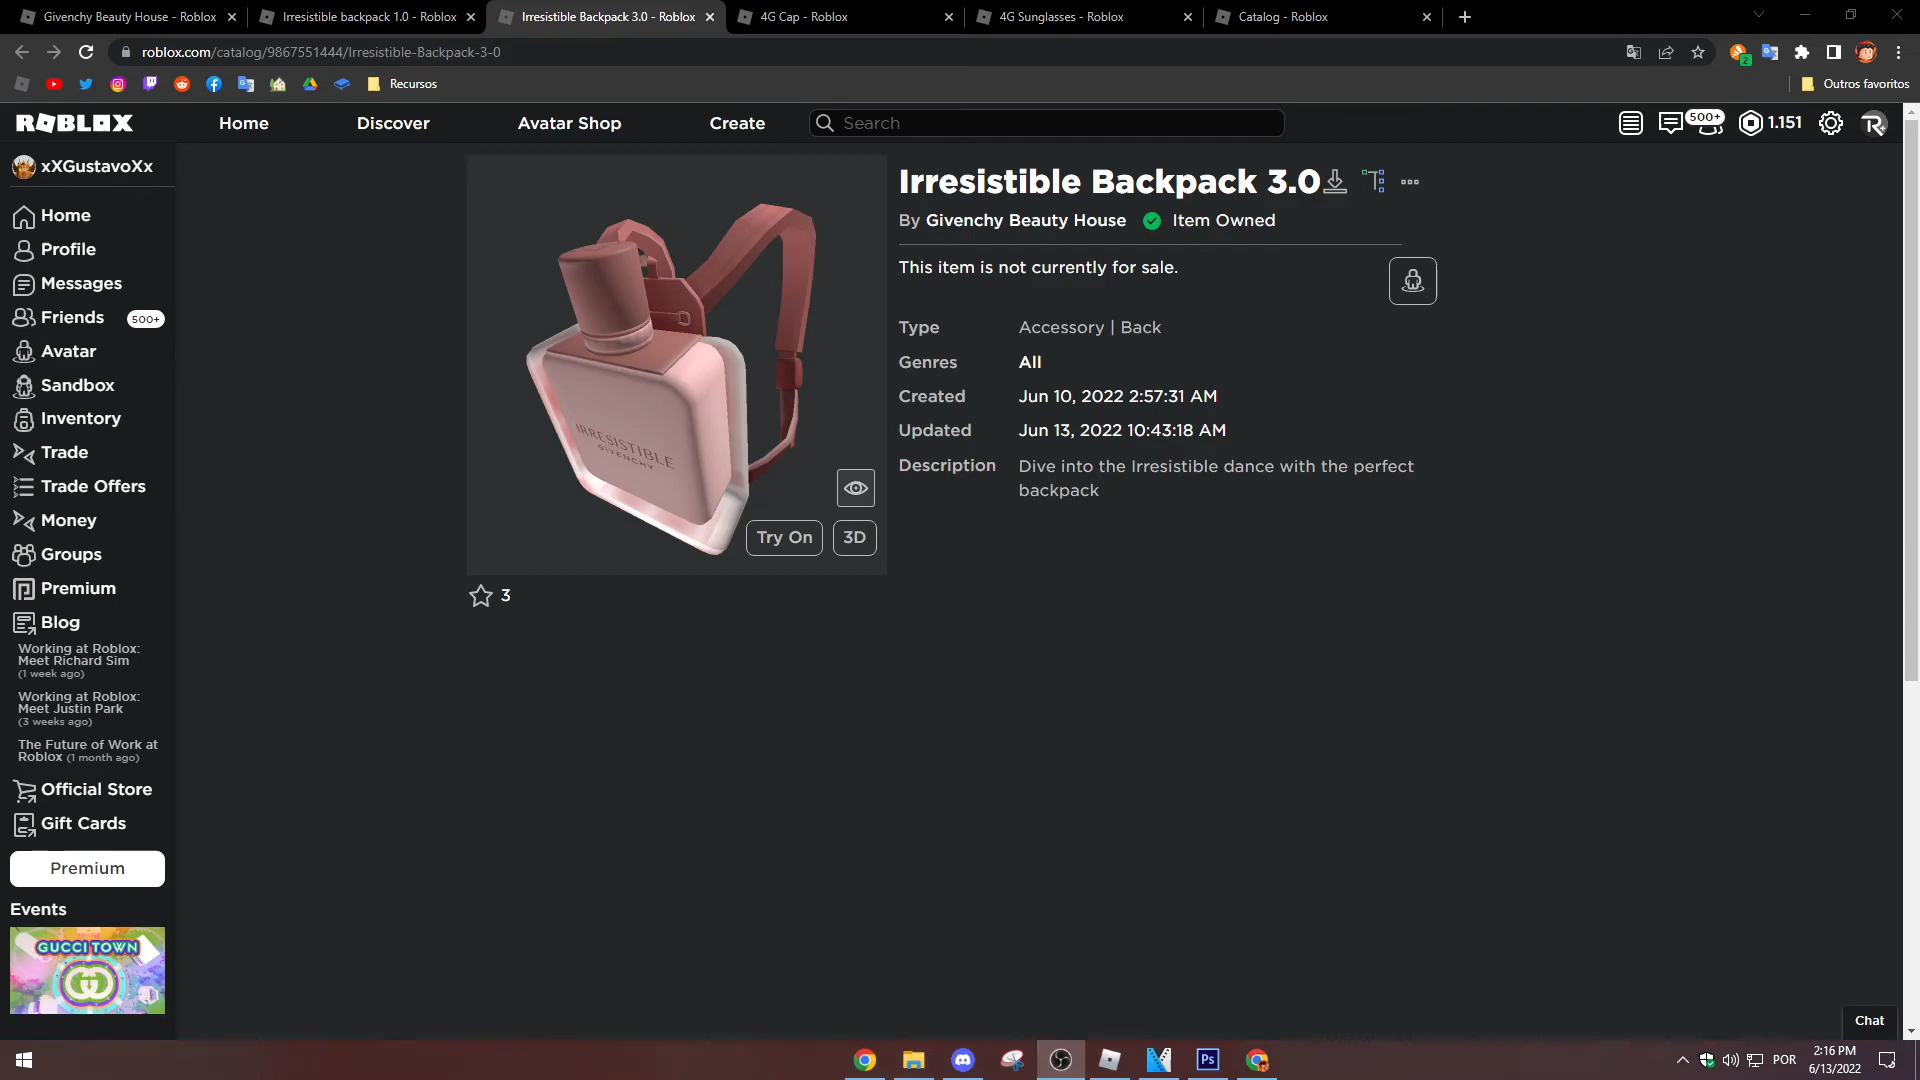 Givenchy Beauty House - Roblox
Irresistible backpack 1.0 - Roblox
Irresistible Backpack 3.0 - Roblox
4G Cap - Roblox
4G Sunglasses - Roblox
Catalog - Roblox
roblox.com/catalog/9867551444/Irresistible-Backpack-3-0
2
Recursos
Outros favoritos
ROBLOX
Home
Discover
Avatar Shop
Create
Search
500+
1.151
xXGustavoXx
Home
Profile
Messages
Friends
500+
Avatar
Sandbox
Inventory
Trade
Trade Offers
Money
Groups
Premium
Blog
Working at Roblox:
Meet Richard Sim
(1 week ago)
Working at Roblox:
Meet Justin Park
(3 weeks ago)
The Future of Work at
Roblox (1 month ago)
Official Store
Gift Cards
Premium
Events
GUCCI TOWN
IRRESISTIBLE
GIVENCHY
Try On
3D
3
Irresistible Backpack 3.0
By Givenchy Beauty House
Item Owned
This item is not currently for sale.
Type
Accessory | Back
Genres
All
Created
Jun 10, 2022 2:57:31 AM
Updated
Jun 13, 2022 10:43:18 AM
Description
Dive into the Irresistible dance with the perfect
backpack
Chat
Ps
POR
2:16 PM
6/13/2022